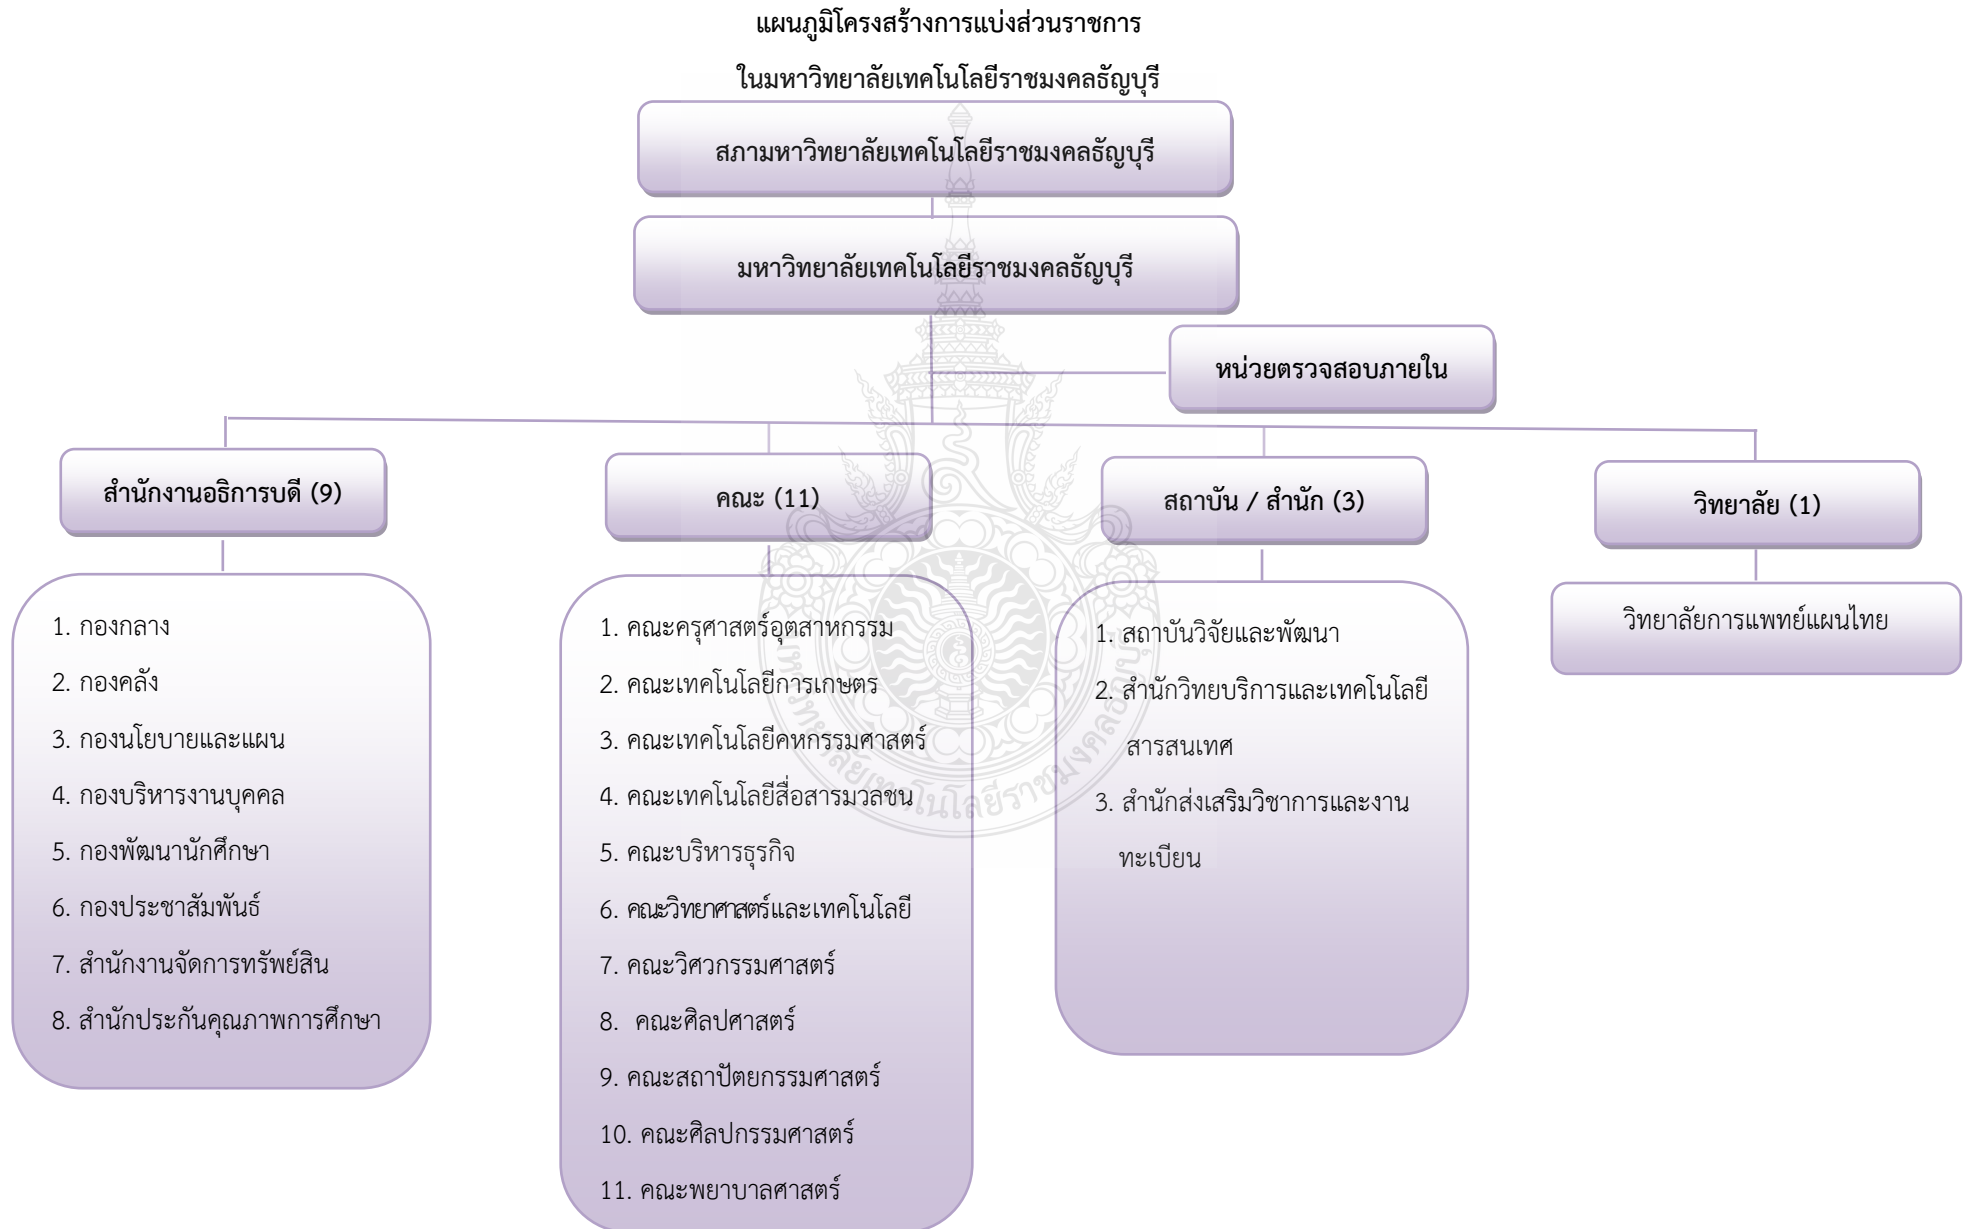 แผนภูมิโครงสร้างการแบ่งส่วนราชการ
ในมหาวิทยาลัยเทคโนโลยีราชมงคลธัญบุรี
สภามหาวิทยาลัยเทคโนโลยีราชมงคลธัญบุรี
มหาวิทยาลัยเทคโนโลยีราชมงคลธัญบุรี
หน่วยตรวจสอบภายใน
สำนักงานอธิการบดี (9)
1. กองกลาง
2. กองคลัง
3. กองนโยบายและแผน
4. กองบริหารงานบุคคล
5. กองพัฒนานักศึกษา
6. กองประชาสัมพันธ์
7. สำนักงานจัดการทรัพย์สิน
8. สำนักประกันคุณภาพการศึกษา
คณะ (11)
1. คณะครุศาสตร์อุตสาหกรรม
2. คณะเทคโนโลยีการเกษตร
3. คณะเทคโนโลยีคหกรรมศาสตร์
4. คณะเทคโนโลยีสื่อสารมวลชน
5. คณะบริหารธุรกิจ
6. คณะวิทยาศาสตร์และเทคโนโลยี
7. คณะวิศวกรรมศาสตร์
8. คณะศิลปศาสตร์
9. คณะสถาปัตยกรรมศาสตร์
10. คณะศิลปกรรมศาสตร์
11. คณะพยาบาลศาสตร์
สถาบัน / สำนัก (3)
1. สถาบันวิจัยและพัฒนา
2. สำนักวิทยบริการและเทคโนโลยี
สารสนเทศ
3. สำนักส่งเสริมวิชาการและงาน
ทะเบียน
วิทยาลัย (1)
วิทยาลัยการแพทย์แผนไทย
มหาวิทยาลัยเทคโนโลยีราชมงคลธัญบุรี